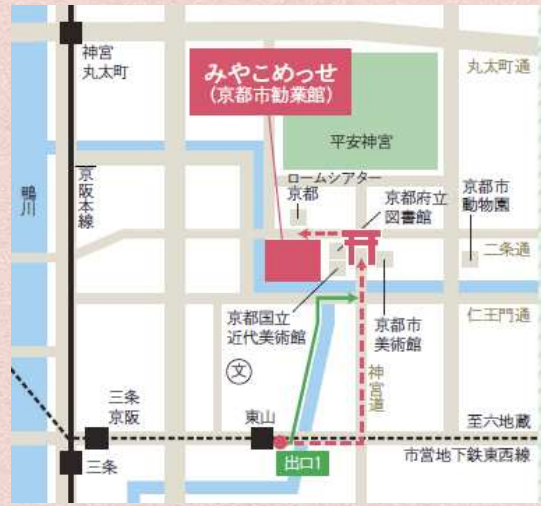 神宮
丸太町
みやこめっせ
(京都市勧業館)
丸太町通
平安神宮
鴨川
京阪本線
ロームシアター
京都
京都府立
図書館
京都市
動物園
二条通
京都国立
近代美術館
京都市
美術館
仁王門通
文
神宮道
三条
京阪
東山
至六地蔵
三条
出口1
市営地下鉄東西線